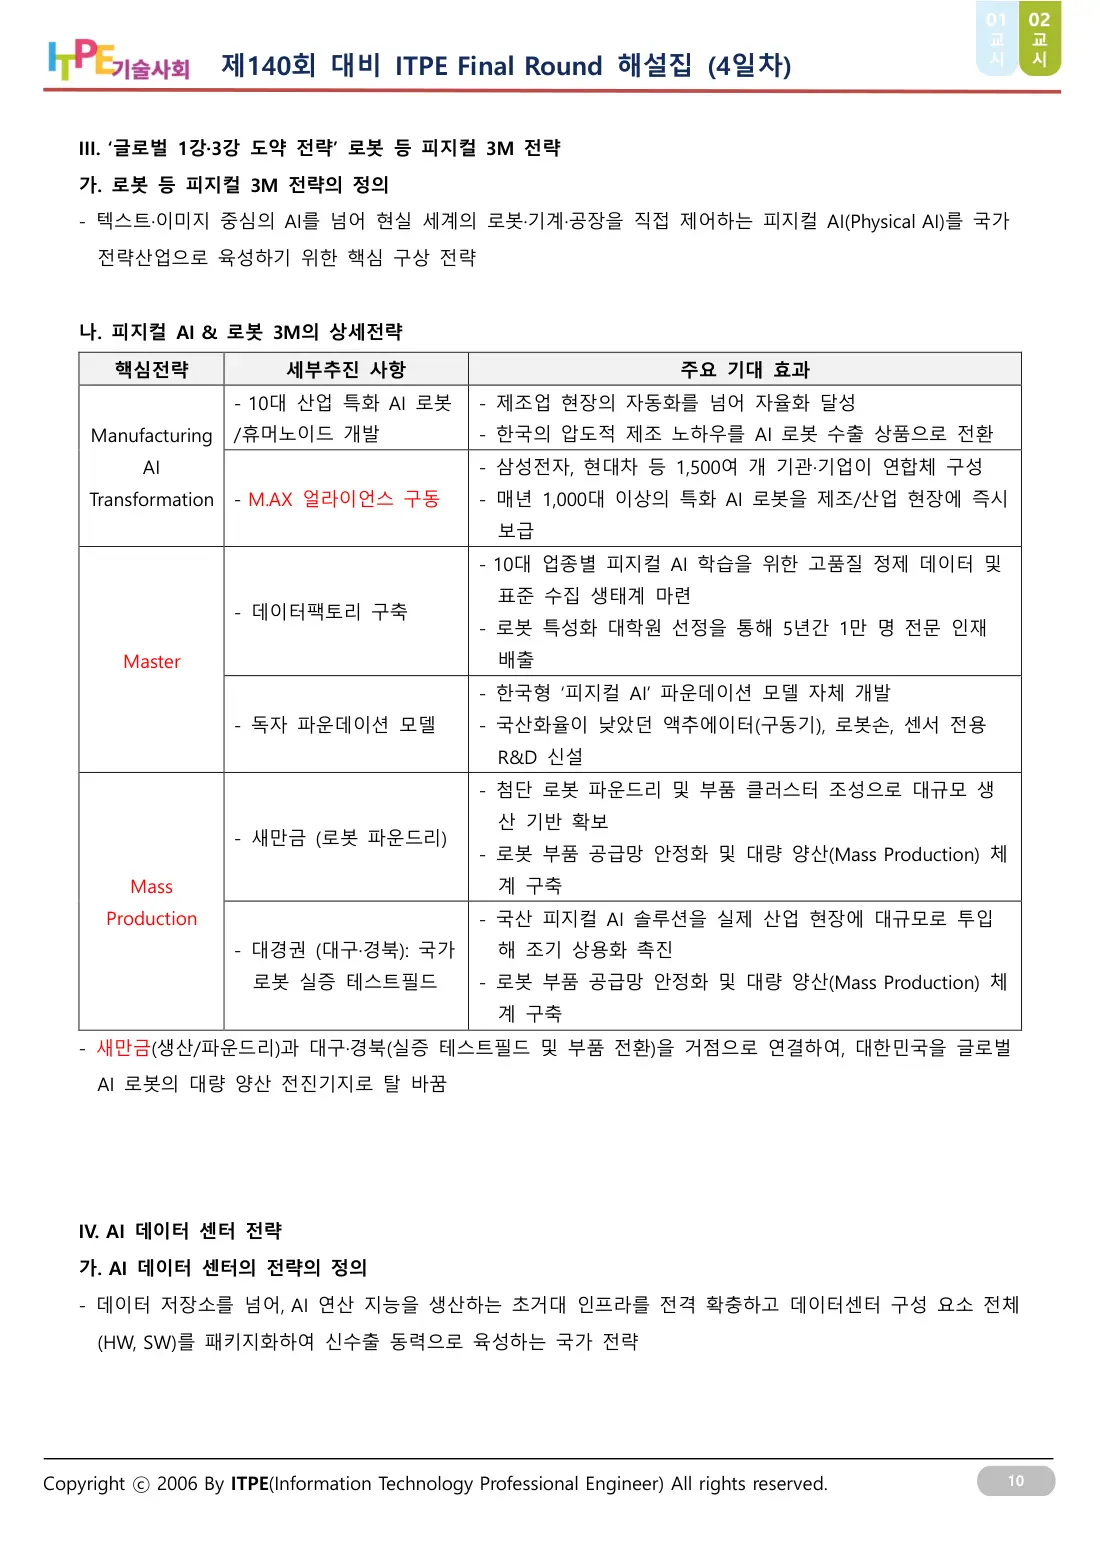 01
교
시
02
교
시
ITPE기술사회
제140회 대비 ITPE Final Round 해설집 (4일차)
III. ‘글로벌 1강·3강 도약 전략’ 로봇 등 피지컬 3M 전략
가. 로봇 등 피지컬 3M 전략의 정의
- 텍스트·이미지 중심의 AI를 넘어 현실 세계의 로봇·기계·공장을 직접 제어하는 피지컬 AI(Physical AI)를 국가
전략산업으로 육성하기 위한 핵심 구상 전략
나. 피지컬 AI & 로봇 3M의 상세전략
핵심전략
세부추진 사항
주요 기대 효과
Manufacturing
AI
Transformation
- 10대 산업 특화 AI 로봇
/휴머노이드 개발
- 제조업 현장의 자동화를 넘어 자율화 달성
- 한국의 압도적 제조 노하우를 AI 로봇 수출 상품으로 전환
- M.AX 얼라이언스 구동
- 삼성전자, 현대차 등 1,500여 개 기관·기업이 연합체 구성
- 매년 1,000대 이상의 특화 AI 로봇을 제조/산업 현장에 즉시
보급
Master
- 데이터팩토리 구축
- 10대 업종별 피지컬 AI 학습을 위한 고품질 정제 데이터 및
표준 수집 생태계 마련
- 로봇 특성화 대학원 선정을 통해 5년간 1만 명 전문 인재
배출
- 독자 파운데이션 모델
- 한국형 ‘피지컬 AI’ 파운데이션 모델 자체 개발
- 국산화율이 낮았던 액추에이터(구동기), 로봇손, 센서 전용
R&D 신설
Mass
Production
- 새만금 (로봇 파운드리)
- 첨단 로봇 파운드리 및 부품 클러스터 조성으로 대규모 생
산 기반 확보
- 로봇 부품 공급망 안정화 및 대량 양산(Mass Production) 체
계 구축
- 대경권 (대구·경북): 국가
로봇 실증 테스트필드
- 국산 피지컬 AI 솔루션을 실제 산업 현장에 대규모로 투입
해 조기 상용화 촉진
- 로봇 부품 공급망 안정화 및 대량 양산(Mass Production) 체
계 구축
- 새만금(생산/파운드리)과 대구·경북(실증 테스트필드 및 부품 전환)을 거점으로 연결하여, 대한민국을 글로벌
AI 로봇의 대량 양산 전진기지로 탈 바꿈
IV. AI 데이터 센터 전략
가. AI 데이터 센터의 전략의 정의
- 데이터 저장소를 넘어, AI 연산 지능을 생산하는 초거대 인프라를 전격 확충하고 데이터센터 구성 요소 전체
(HW, SW)를 패키지화하여 신수출 동력으로 육성하는 국가 전략
Copyright ⓒ 2006 By ITPE(Information Technology Professional Engineer) All rights reserved.
10